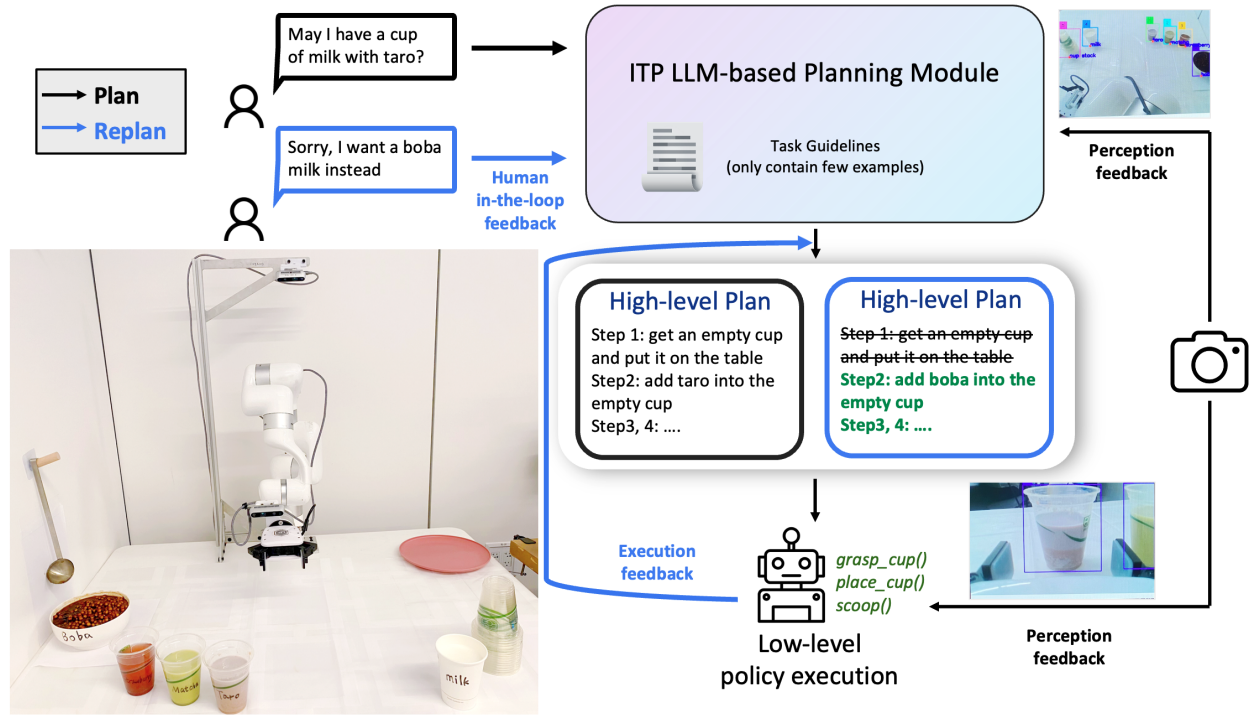 May I have a cup
of milk with taro?
Plan
Replan
Sorry, I want a boba
milk instead
Human
in-the-loop
feedback
ITP LLM-based Planning Module
Task Guidelines
(only contain few examples)
milk
cup stack
Perception
feedback
High-level Plan
Step 1: get an empty cup
and put it on the table
Step2: add taro into the
empty cup
Step3, 4: ....
High-level Plan
Step 1: get an empty cup
and put it on the table
Step2: add boba into the
empty cup
Step3, 4: ....
Execution
feedback
grasp_cup()
place_cup()
scoop()
Low-level
policy execution
Perception
feedback
Boba
Matcha
Taro
milk